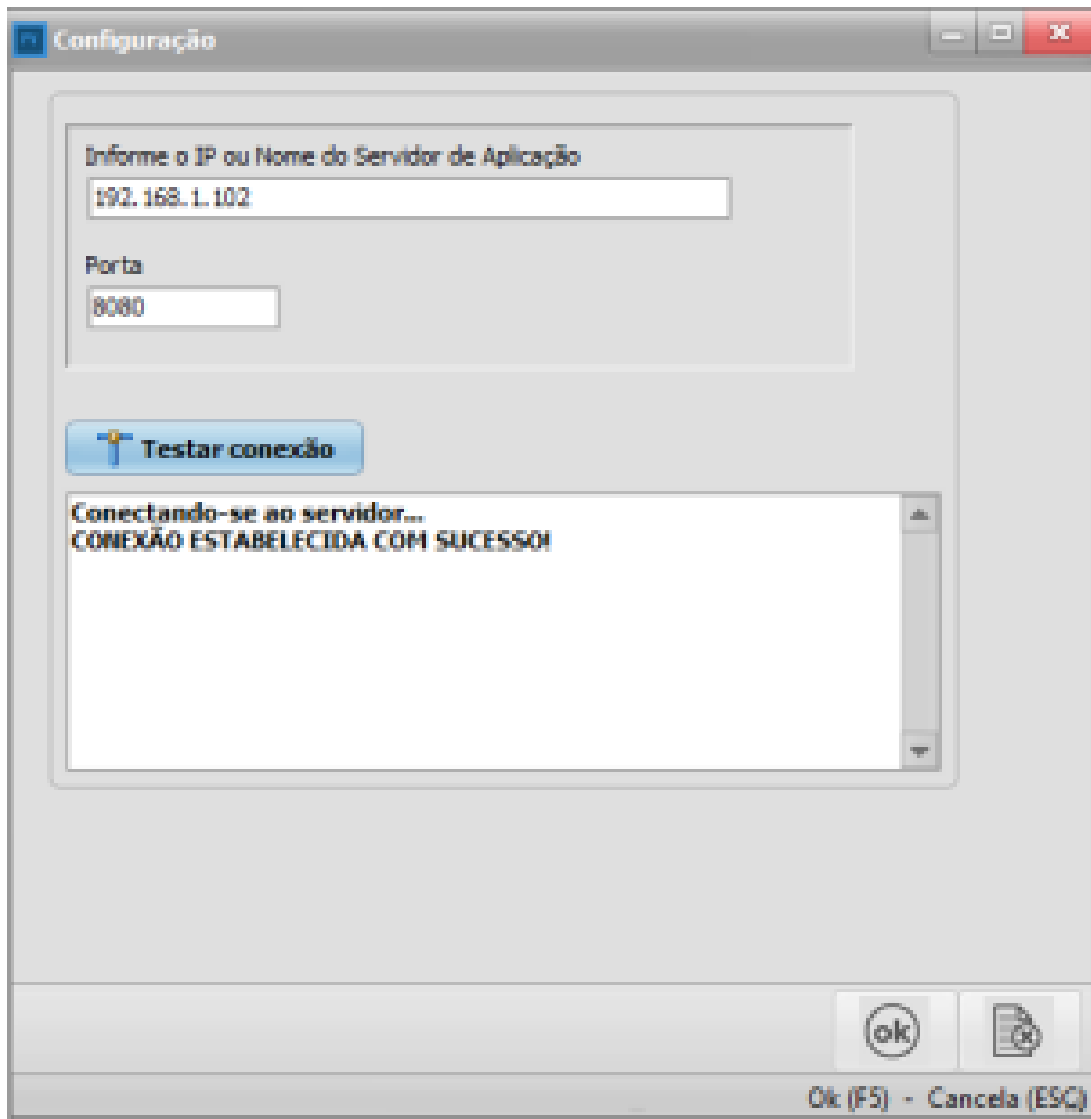 Configuração
Informe o IP ou Nome do Servidor de Aplicação
192.168.1.102
Porta
8080
Testar conexão
Conectando-se ao servidor...
CONEXÃO ESTABELECIDA COM SUCESSO!
ok
Ok (F5) - Cancela (ESC)